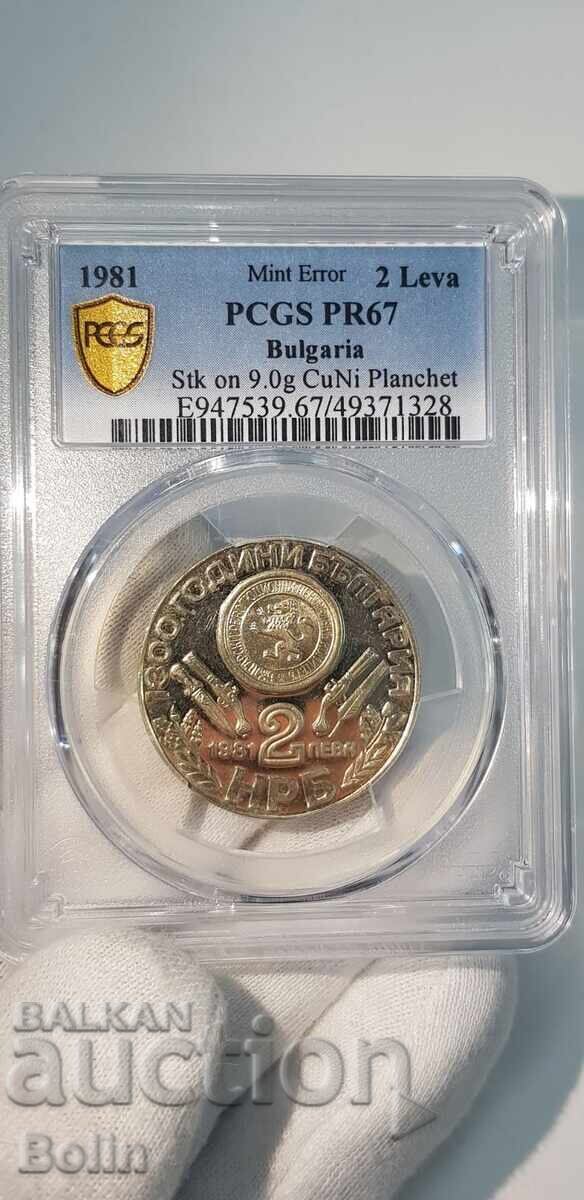 1981 Mint Error 2 Leva
PCGS PCGS PR67
Bulgaria
Stk on 9.0g CuNi Planchet
E947539.67/49371328
1300 ГОДИНИ БЪЛГАРИЯ
1981 2 ЛЕВА
НРБ
BALKAN
auction
Bolin